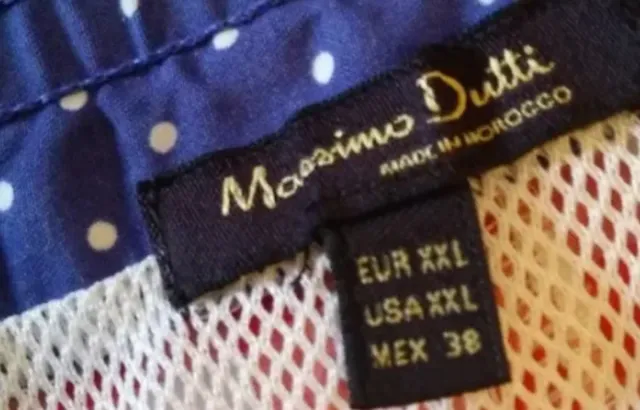 Massimo Dutti
MADE IN MOROCCO
EUR XXL
USA XXL
MEX 38